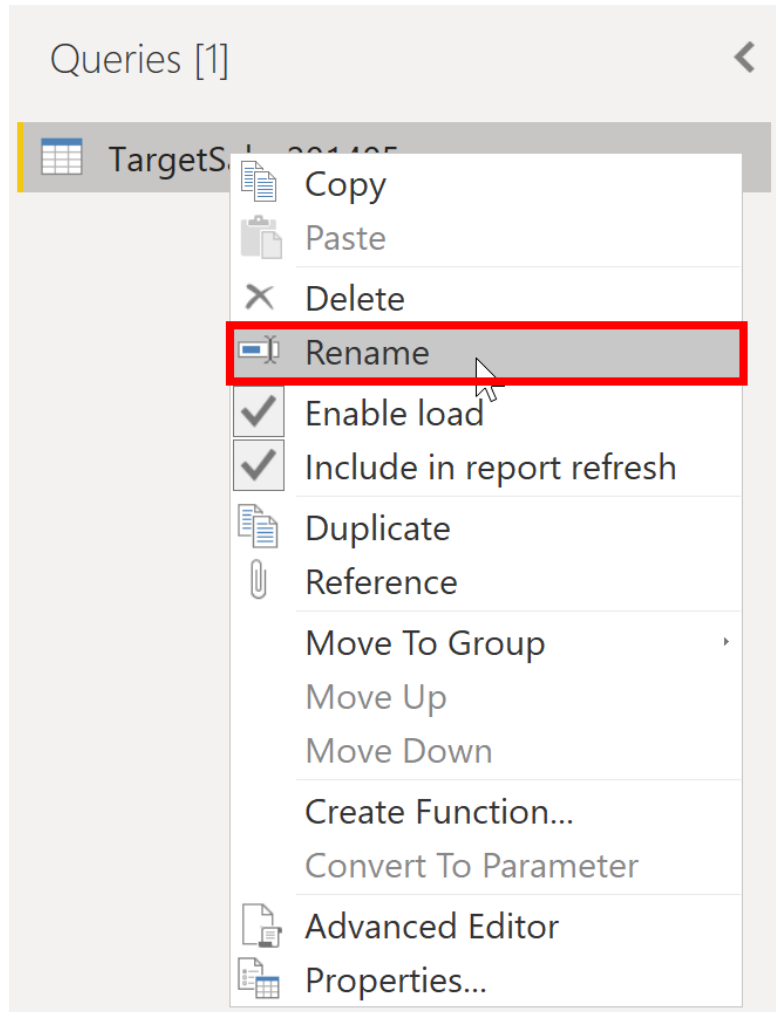 Queries [1]
Copy
Paste
Delete
Rename
Enable load
Include in report refresh
Duplicate
Reference
Move To Group
Move Up
Move Down
Create Function...
Convert To Parameter
Advanced Editor
Properties...